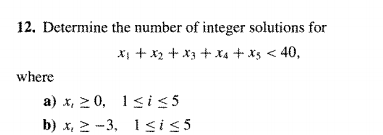 12. Determine the number of integer solutions for
x₁ + x₂ + x₃ + x₄ + x₅ < 40,
where
a) xᵢ ≥ 0, 1 ≤ i ≤ 5
b) xᵢ ≥ −3, 1 ≤ i ≤ 5